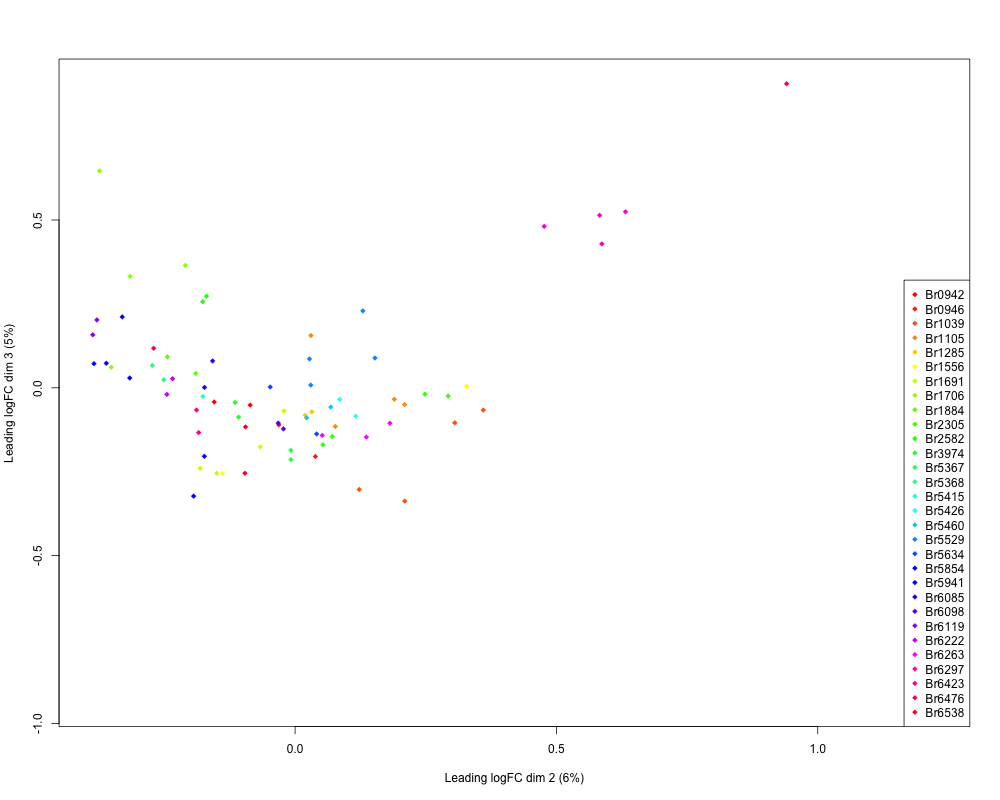 Leading logFC dim 3 (5%)
0.5
0.0
-0.5
-1.0
Br0942
Br0946
Br1039
Br1105
Br1285
Br1556
Br1691
Br1706
Br1884
Br2305
Br2582
Br3974
Br5367
Br5368
Br5415
Br5426
Br5460
Br5529
Br5634
Br5854
Br5941
Br6085
Br6098
Br6119
Br6222
Br6263
Br6297
Br6423
Br6476
Br6538
0.0 0.5 1.0
Leading logFC dim 2 (6%)